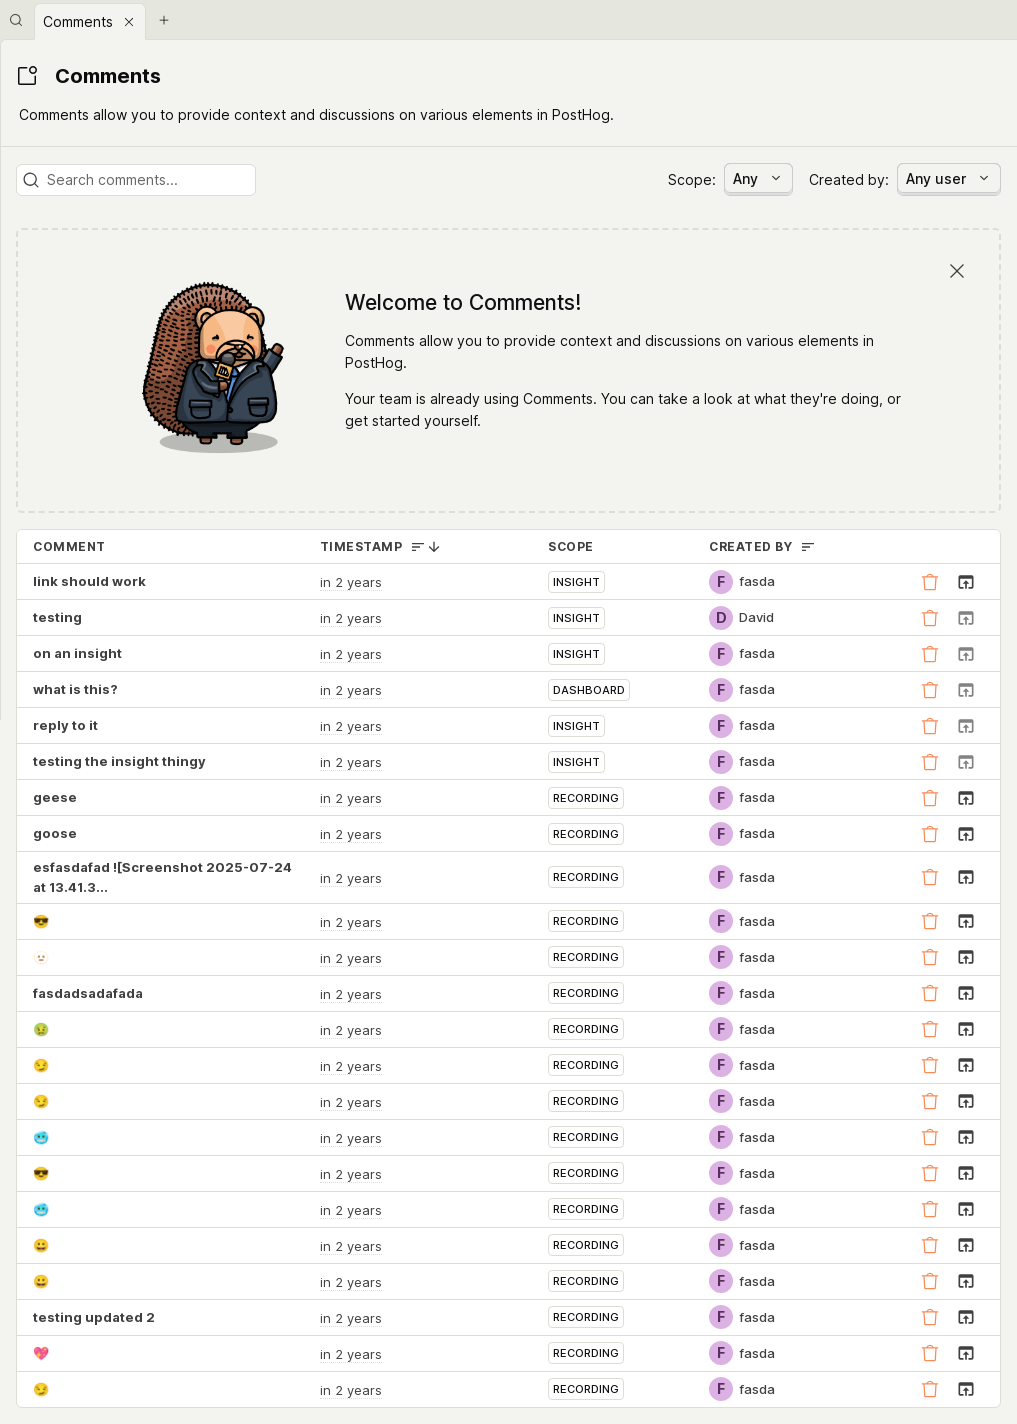 Comments
Comments
Comments allow you to provide context and discussions on various elements in PostHog.
Search comments...
Scope: Any Created by: Any user
Welcome to Comments!
Comments allow you to provide context and discussions on various elements in
PostHog.
Your team is already using Comments. You can take a look at what they're doing, or
get started yourself.
COMMENT TIMESTAMP SCOPE CREATED BY
link should work in 2 years INSIGHT F fasda
testing in 2 years INSIGHT D David
on an insight in 2 years INSIGHT F fasda
what is this? in 2 years DASHBOARD F fasda
reply to it in 2 years INSIGHT F fasda
testing the insight thingy in 2 years INSIGHT F fasda
geese in 2 years RECORDING F fasda
goose in 2 years RECORDING F fasda
esfasdafad ![Screenshot 2025-07-24
at 13.41.3... in 2 years RECORDING F fasda
😎 in 2 years RECORDING F fasda
🫥 in 2 years RECORDING F fasda
fasdadsadafada in 2 years RECORDING F fasda
🤢 in 2 years RECORDING F fasda
😏 in 2 years RECORDING F fasda
😏 in 2 years RECORDING F fasda
🥶 in 2 years RECORDING F fasda
😎 in 2 years RECORDING F fasda
🥶 in 2 years RECORDING F fasda
😀 in 2 years RECORDING F fasda
😀 in 2 years RECORDING F fasda
testing updated 2 in 2 years RECORDING F fasda
💖 in 2 years RECORDING F fasda
😏 in 2 years RECORDING F fasda